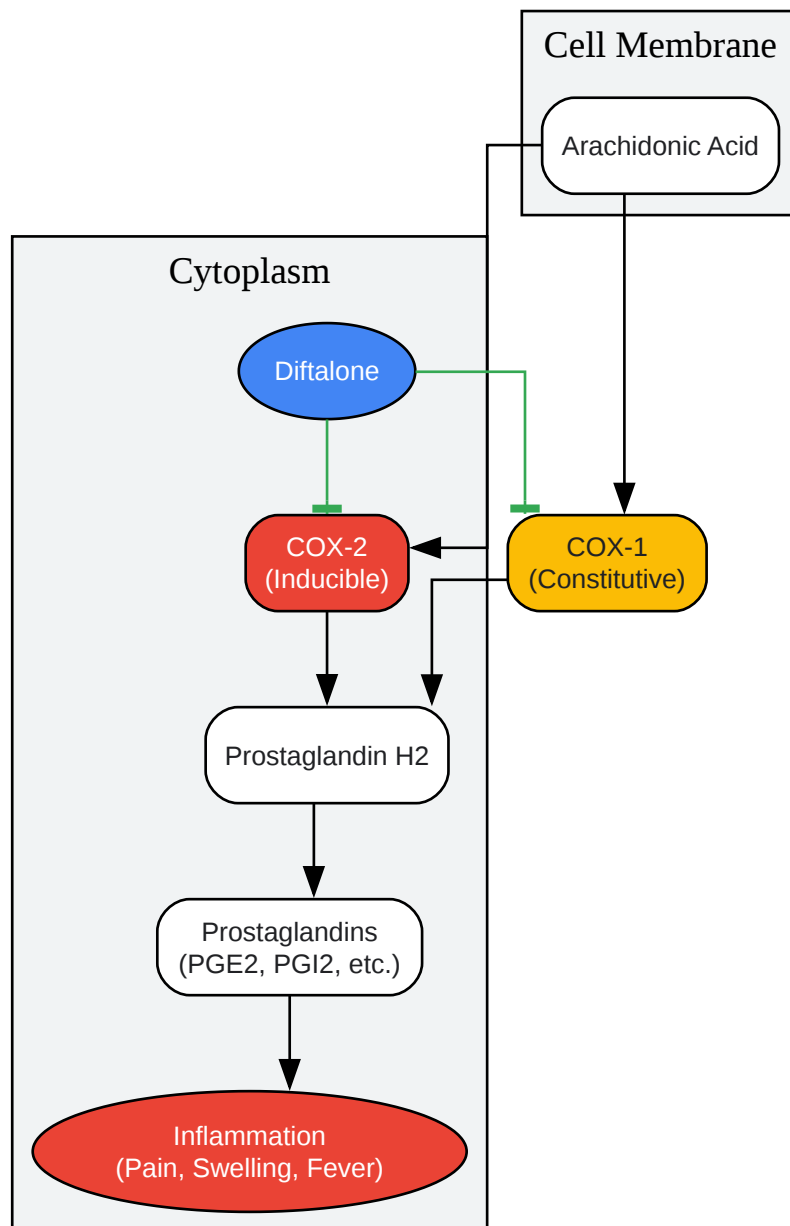 Cell Membrane
Arachidonic Acid
Cytoplasm
Diftalone
COX-2
(Inducible)
COX-1
(Constitutive)
Prostaglandin H2
Prostaglandins
(PGE2, PGI2, etc.)
Inflammation
(Pain, Swelling, Fever)